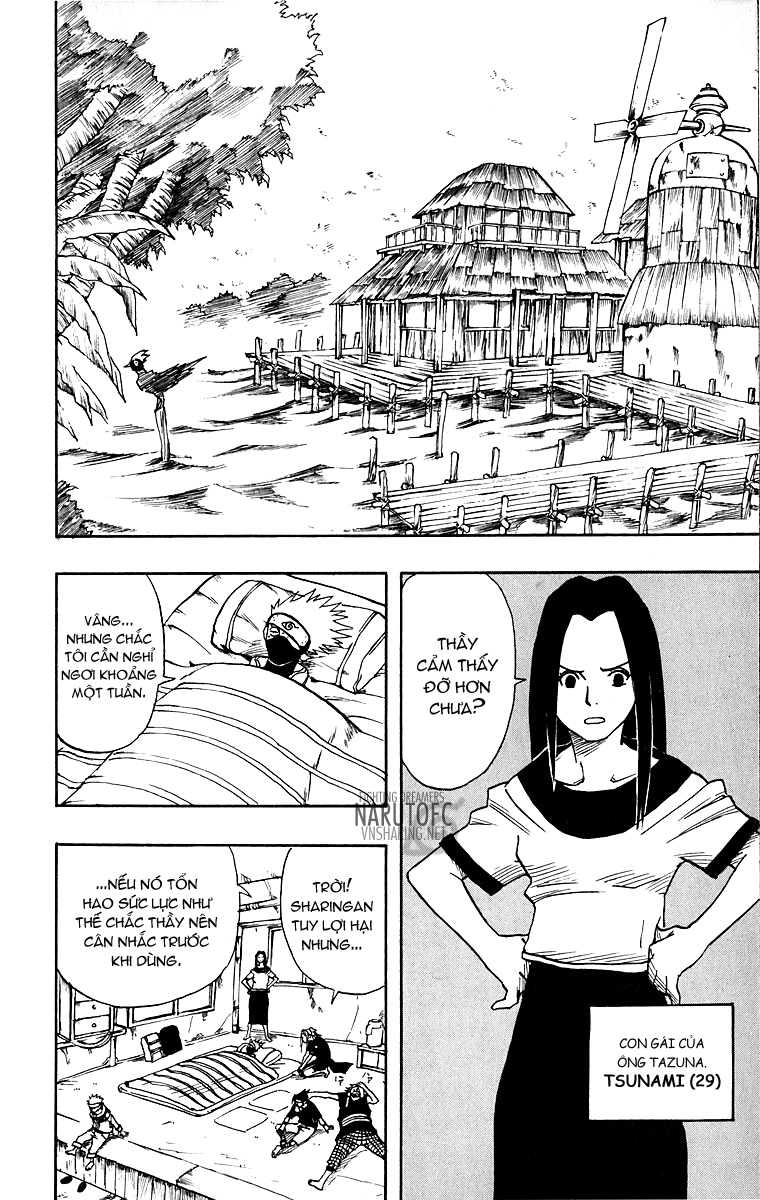 THẦY
CẢM THẤY
ĐỠ HƠN
CHƯA?
CON GÁI CỦA
ÔNG TAZUNA.
TSUNAMI (29)
VÂNG...
NHƯNG CHẮC
TÔI CẦN NGHỈ
NGƠI KHOẢNG
MỘT TUẦN.
FIGHTING DREAMERS
NARUTOFC
VNSHARING.NET
TRỜI!
SHARINGAN
TUY LỢI HẠI
NHƯNG...
...NẾU NÓ TỔN
HAO SỨC LỰC NHƯ
THẾ CHẮC THẦY NÊN
CÂN NHẮC TRƯỚC
KHI DÙNG.